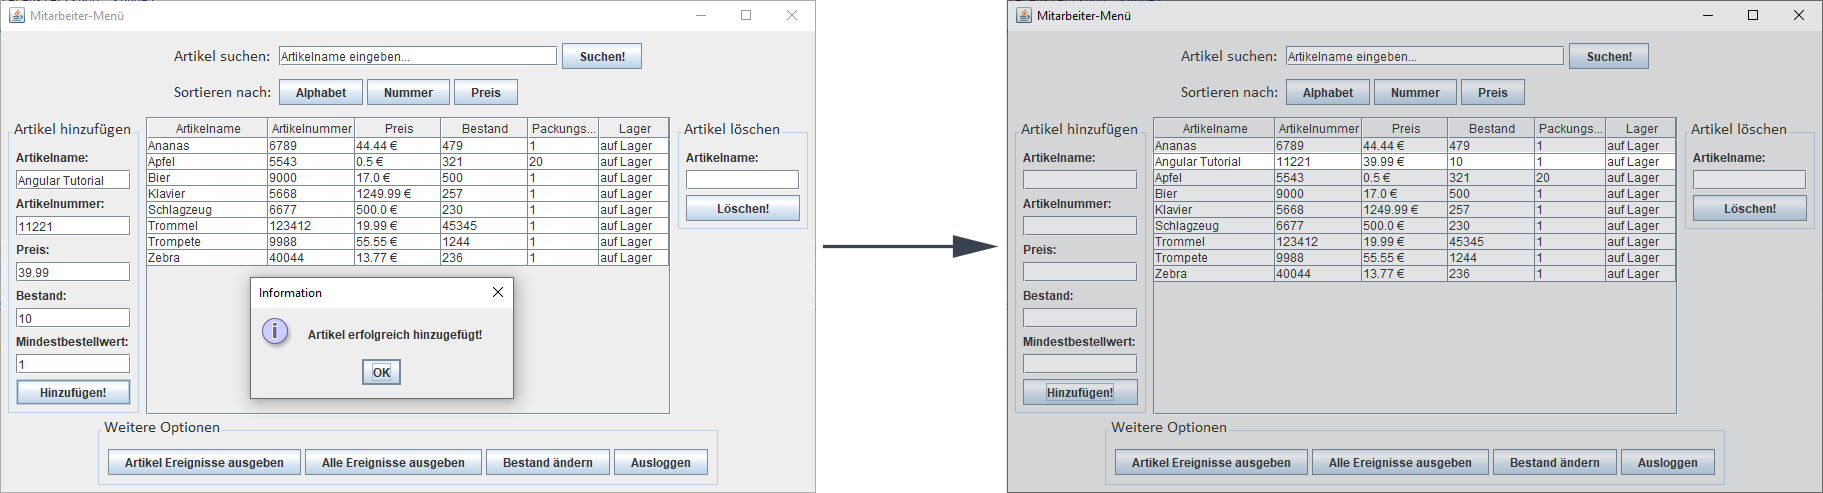 Mitarbeiter-Menü
Artikel suchen: Artikelname eingeben... Suchen!
Sortieren nach: Alphabet Nummer Preis
Artikel hinzufügen
Artikelname:
Angular Tutorial
Artikelnummer:
11221
Preis:
39.99
Bestand:
10
Mindestbestellwert:
1
Hinzufügen!
Artikelname Artikelnummer Preis Bestand Packungs... Lager
Ananas 6789 44.44 € 479 1 auf Lager
Apfel 5543 0.5 € 321 20 auf Lager
Bier 9000 17.0 € 500 1 auf Lager
Klavier 5668 1249.99 € 257 1 auf Lager
Schlagzeug 6677 500.0 € 230 1 auf Lager
Trommel 123412 19.99 € 45345 1 auf Lager
Trompete 9988 55.55 € 1244 1 auf Lager
Zebra 40044 13.77 € 236 1 auf Lager
Information
Artikel erfolgreich hinzugefügt!
OK
Artikel löschen
Artikelname:
Löschen!
Weitere Optionen
Artikel Ereignisse ausgeben Alle Ereignisse ausgeben Bestand ändern Ausloggen
Mitarbeiter-Menü
Artikel suchen: Artikelname eingeben... Suchen!
Sortieren nach: Alphabet Nummer Preis
Artikel hinzufügen
Artikelname:
Artikelnummer:
Preis:
Bestand:
Mindestbestellwert:
Hinzufügen!
Artikelname Artikelnummer Preis Bestand Packungs... Lager
Ananas 6789 44.44 € 479 1 auf Lager
Angular Tutorial 11221 39.99 € 10 1 auf Lager
Apfel 5543 0.5 € 321 20 auf Lager
Bier 9000 17.0 € 500 1 auf Lager
Klavier 5668 1249.99 € 257 1 auf Lager
Schlagzeug 6677 500.0 € 230 1 auf Lager
Trommel 123412 19.99 € 45345 1 auf Lager
Trompete 9988 55.55 € 1244 1 auf Lager
Zebra 40044 13.77 € 236 1 auf Lager
Artikel löschen
Artikelname:
Löschen!
Weitere Optionen
Artikel Ereignisse ausgeben Alle Ereignisse ausgeben Bestand ändern Ausloggen